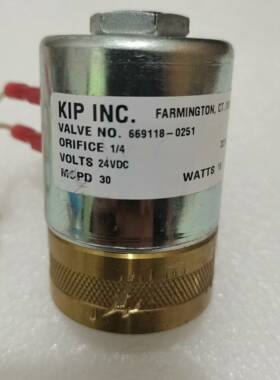 KIP INC. FARMINGTON, CT.
VALVE NO. 669118-0251
ORIFICE 1/4
VOLTS 24VDC WATTS
MOPD 30